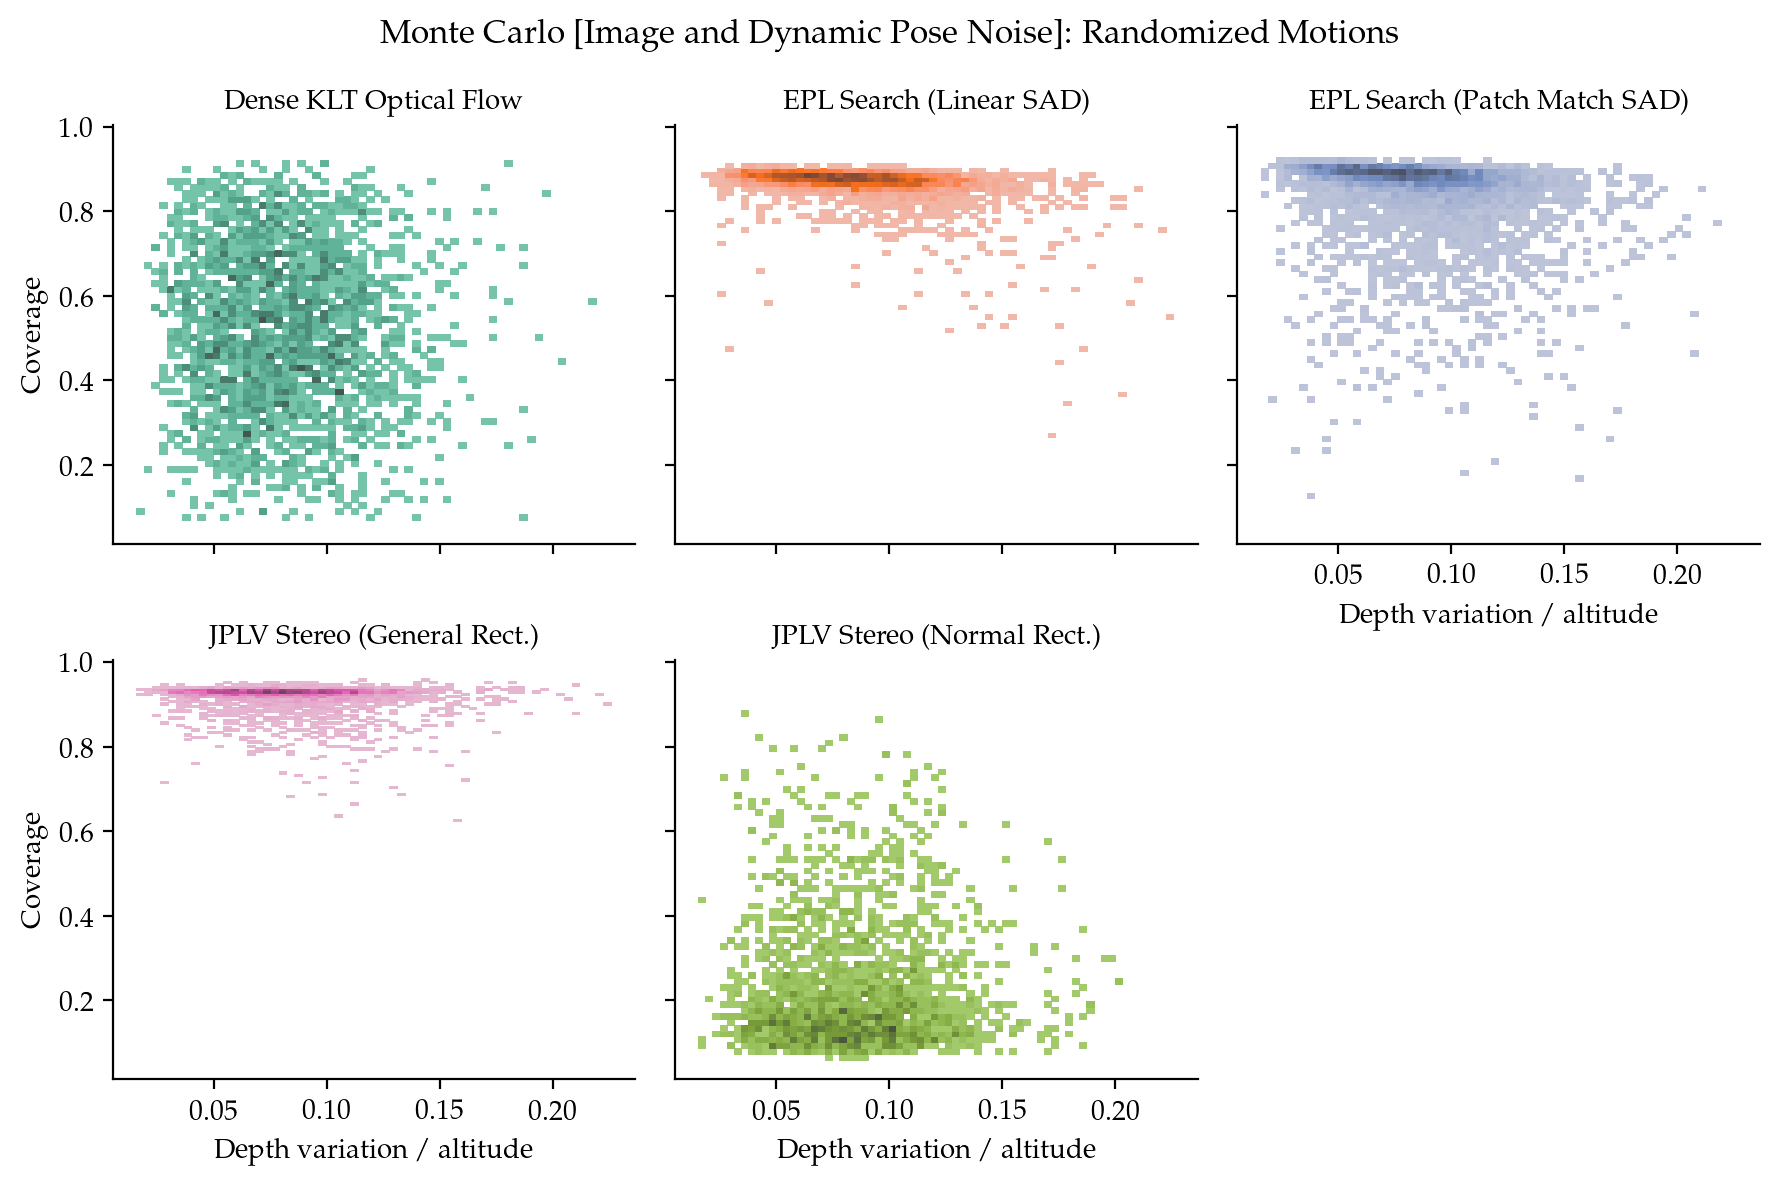 Monte Carlo [Image and Dynamic Pose Noise]: Randomized Motions
Dense KLT Optical Flow
EPL Search (Linear SAD)
EPL Search (Patch Match SAD)
1.0
0.8
0.6
0.4
0.2
Coverage
0.05 0.10 0.15 0.20
Depth variation / altitude
JPLV Stereo (General Rect.)
JPLV Stereo (Normal Rect.)
1.0
0.8
0.6
0.4
0.2
Coverage
0.05 0.10 0.15 0.20
Depth variation / altitude
0.05 0.10 0.15 0.20
Depth variation / altitude